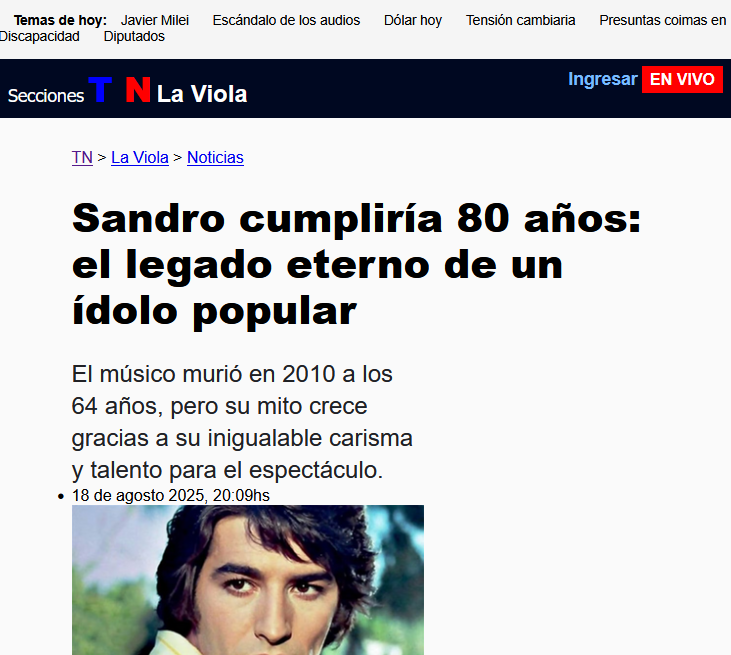 Temas de hoy: Javier Milei Escándalo de los audios Dólar hoy Tensión cambiaria Presuntas coimas en
Discapacidad Diputados
Secciones TN La Viola Ingresar EN VIVO
TN > La Viola > Noticias
Sandro cumpliría 80 años:
el legado eterno de un
ídolo popular
El músico murió en 2010 a los
64 años, pero su mito crece
gracias a su inigualable carisma
y talento para el espectáculo.
• 18 de agosto 2025, 20:09hs